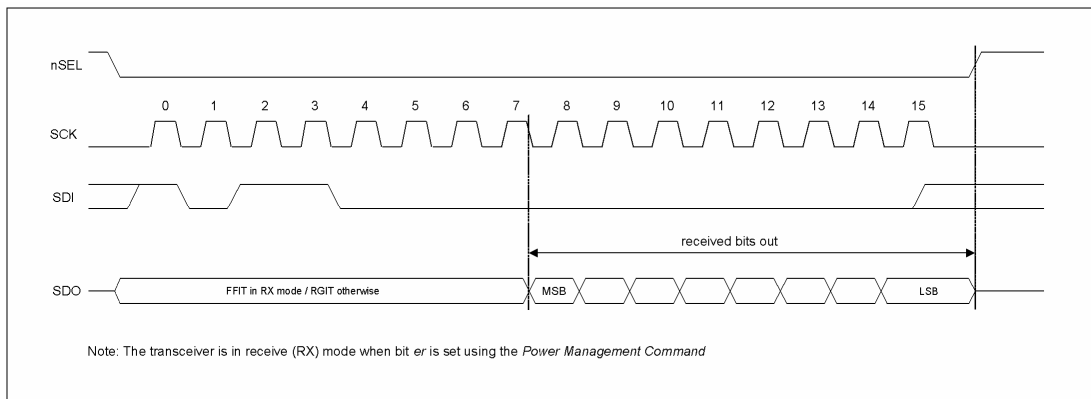 nSEL
0 1 2 3 4 5 6 7 8 9 10 11 12 13 14 15
SCK
SDI
received bits out
SDO FFIT in RX mode / RGIT otherwise MSB LSB
Note: The transceiver is in receive (RX) mode when bit er is set using the Power Management Command